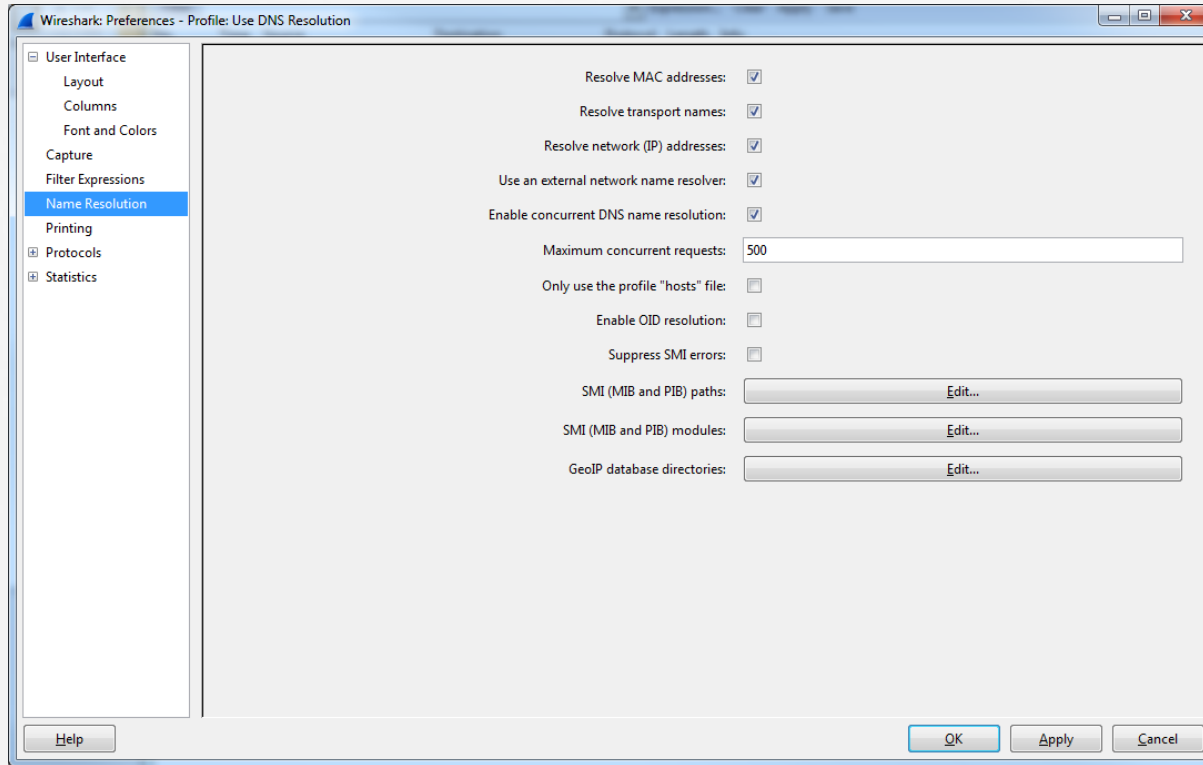 Wireshark: Preferences - Profile: Use DNS Resolution
User Interface
Layout
Columns
Font and Colors
Capture
Filter Expressions
Name Resolution
Printing
Protocols
Statistics
Resolve MAC addresses:
Resolve transport names:
Resolve network (IP) addresses:
Use an external network name resolver:
Enable concurrent DNS name resolution:
Maximum concurrent requests: 500
Only use the profile "hosts" file:
Enable OID resolution:
Suppress SMI errors:
SMI (MIB and PIB) paths: Edit...
SMI (MIB and PIB) modules: Edit...
GeoIP database directories: Edit...
Help OK Apply Cancel